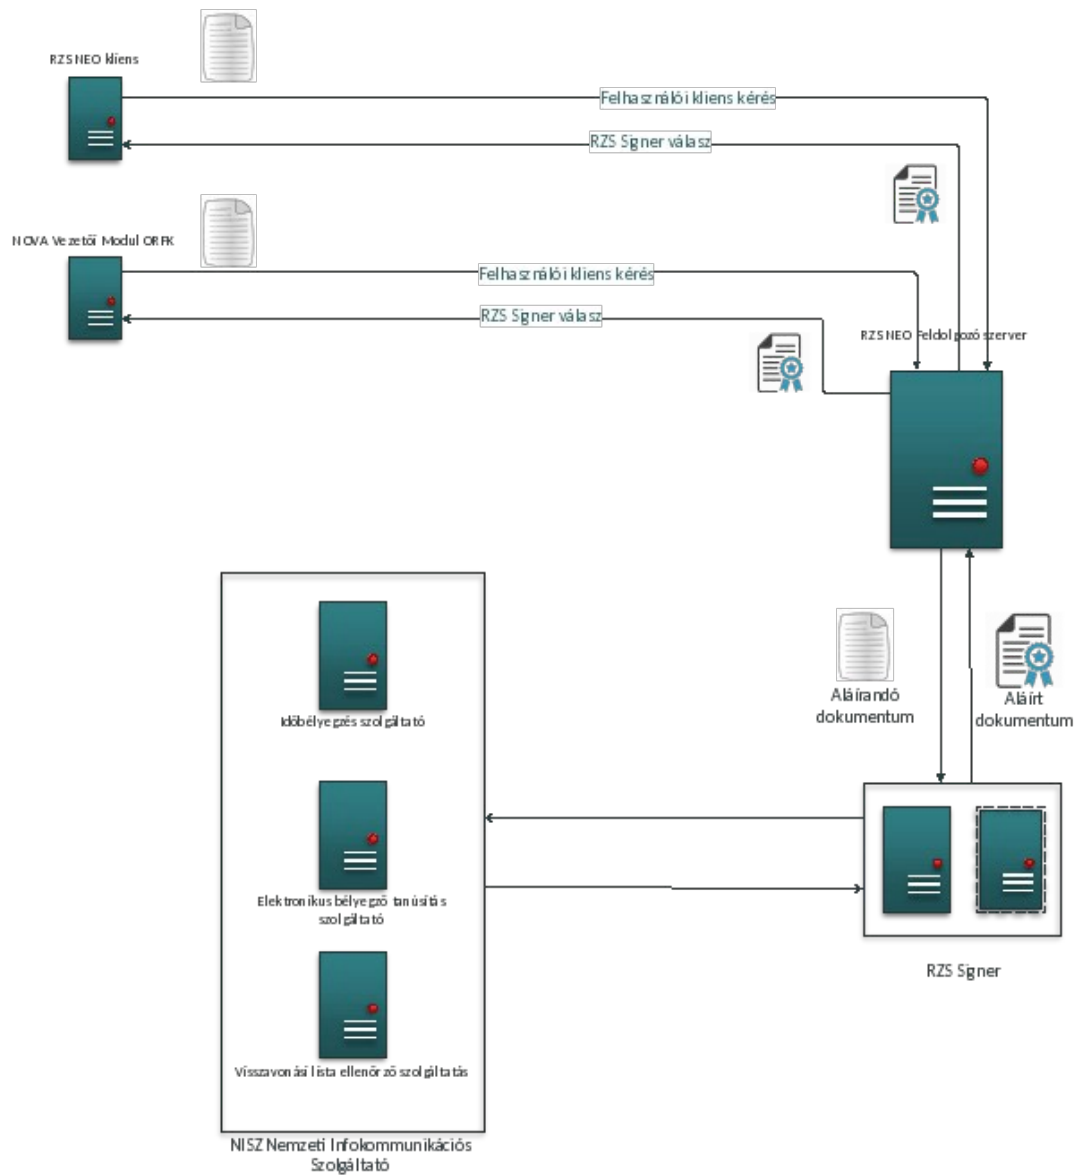 RZS NEO kliens
Felhasználói kliens kérés
RZS Signer válasz
NOVA Vezetői Modul ORFK
Felhasználói kliens kérés
RZS Signer válasz
RZS NEO Feldolgozó szerver
Aláírandó
dokumentum
Aláírt
dokumentum
Időbélyegzés szolgáltató
Elektronikus bélyegző tanúsítás
szolgáltató
RZS Signer
Visszavonási lista ellenőrző szolgáltatás
NISZ Nemzeti Infokommunikációs
Szolgáltató